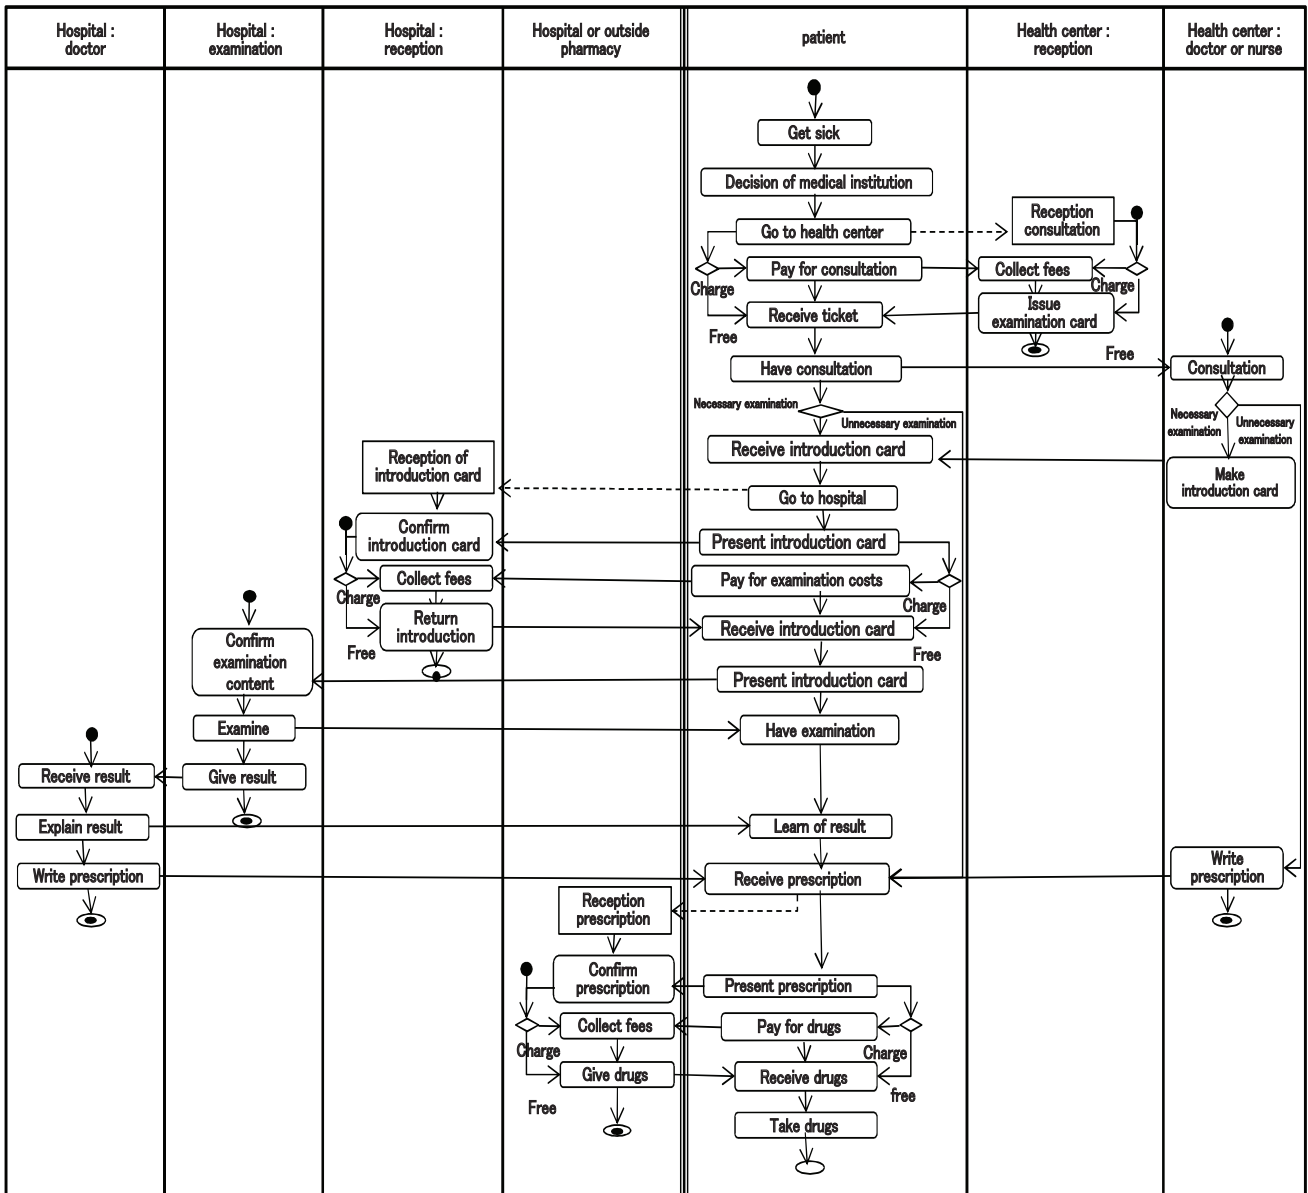 Hospital :
doctor
Hospital :
examination
Hospital :
reception
Hospital or outside
pharmacy
patient
Health center :
reception
Health center :
doctor or nurse
Get sick
Decision of medical institution
Go to health center
Reception
consultation
Pay for consultation
Collect fees
Charge
Charge
Receive ticket
Issue
examination card
Free
Free
Have consultation
Consultation
Necessary examination
Unnecessary examination
Necessary
examination
Unnecessary
examination
Receive introduction card
Make
introduction card
Reception of
introduction card
Go to hospital
Confirm
introduction card
Present introduction card
Collect fees
Pay for examination costs
Charge
Charge
Return
introduction
Receive introduction card
Free
Free
Confirm
examination
content
Present introduction card
Examine
Have examination
Receive result
Give result
Explain result
Learn of result
Write prescription
Receive prescription
Write
prescription
Reception
prescription
Confirm
prescription
Present prescription
Collect fees
Pay for drugs
Charge
Charge
Give drugs
Receive drugs
Free
free
Take drugs